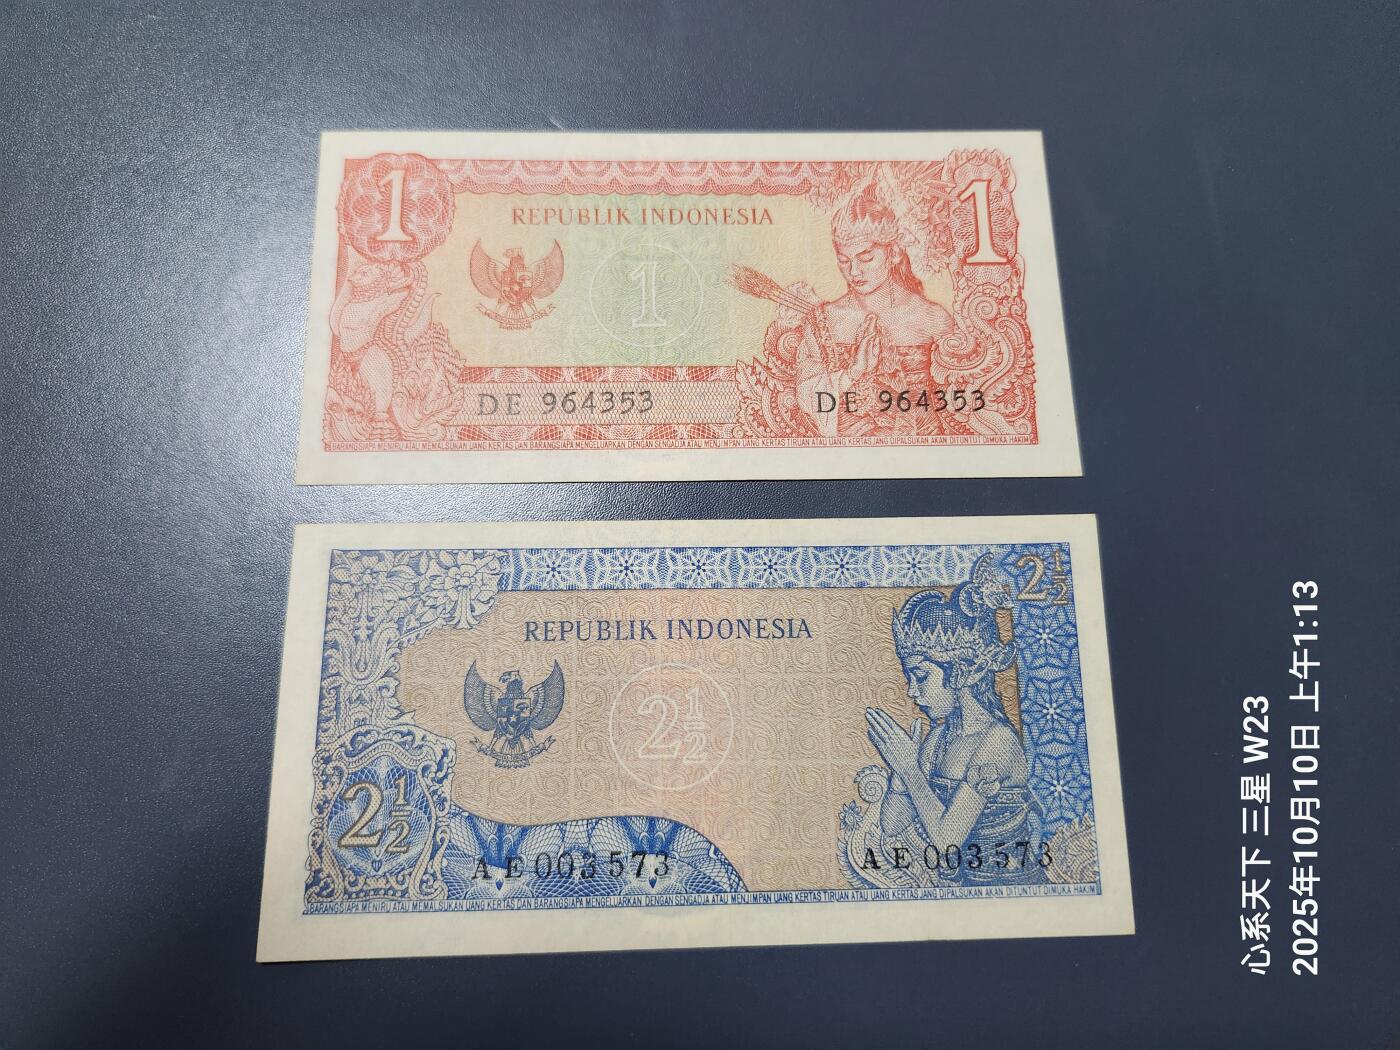 1
1
REPUBLIK INDONESIA
1
DE 964353
DE 964353
BARANGSIAPA MENIRU ATAU MEMALSUKAN UANG KERTAS DAN BARANGSIAPA MENGELUARKAN DENGAN SENGADJA ATAU MENJIMPAN UANG KERTAS TIRUAN ATAU UANG KERTAS JANG DIPALSUKAN AKAN DITUNTUT DIMUKA HAKIM
2½
REPUBLIK INDONESIA
2½
2½
AE 003573
AE 003573
BARANGSIAPA MENIRU ATAU MEMALSUKAN UANG KERTAS DAN BARANGSIAPA MENGELUARKAN DENGAN SENGADJA ATAU MENJIMPAN UANG KERTAS TIRUAN ATAU UANG KERTAS JANG DIPALSUKAN AKAN DITUNTUT DIMUKA HAKIM
心系天下 三星 W23
2025年10月10日 上午1:13